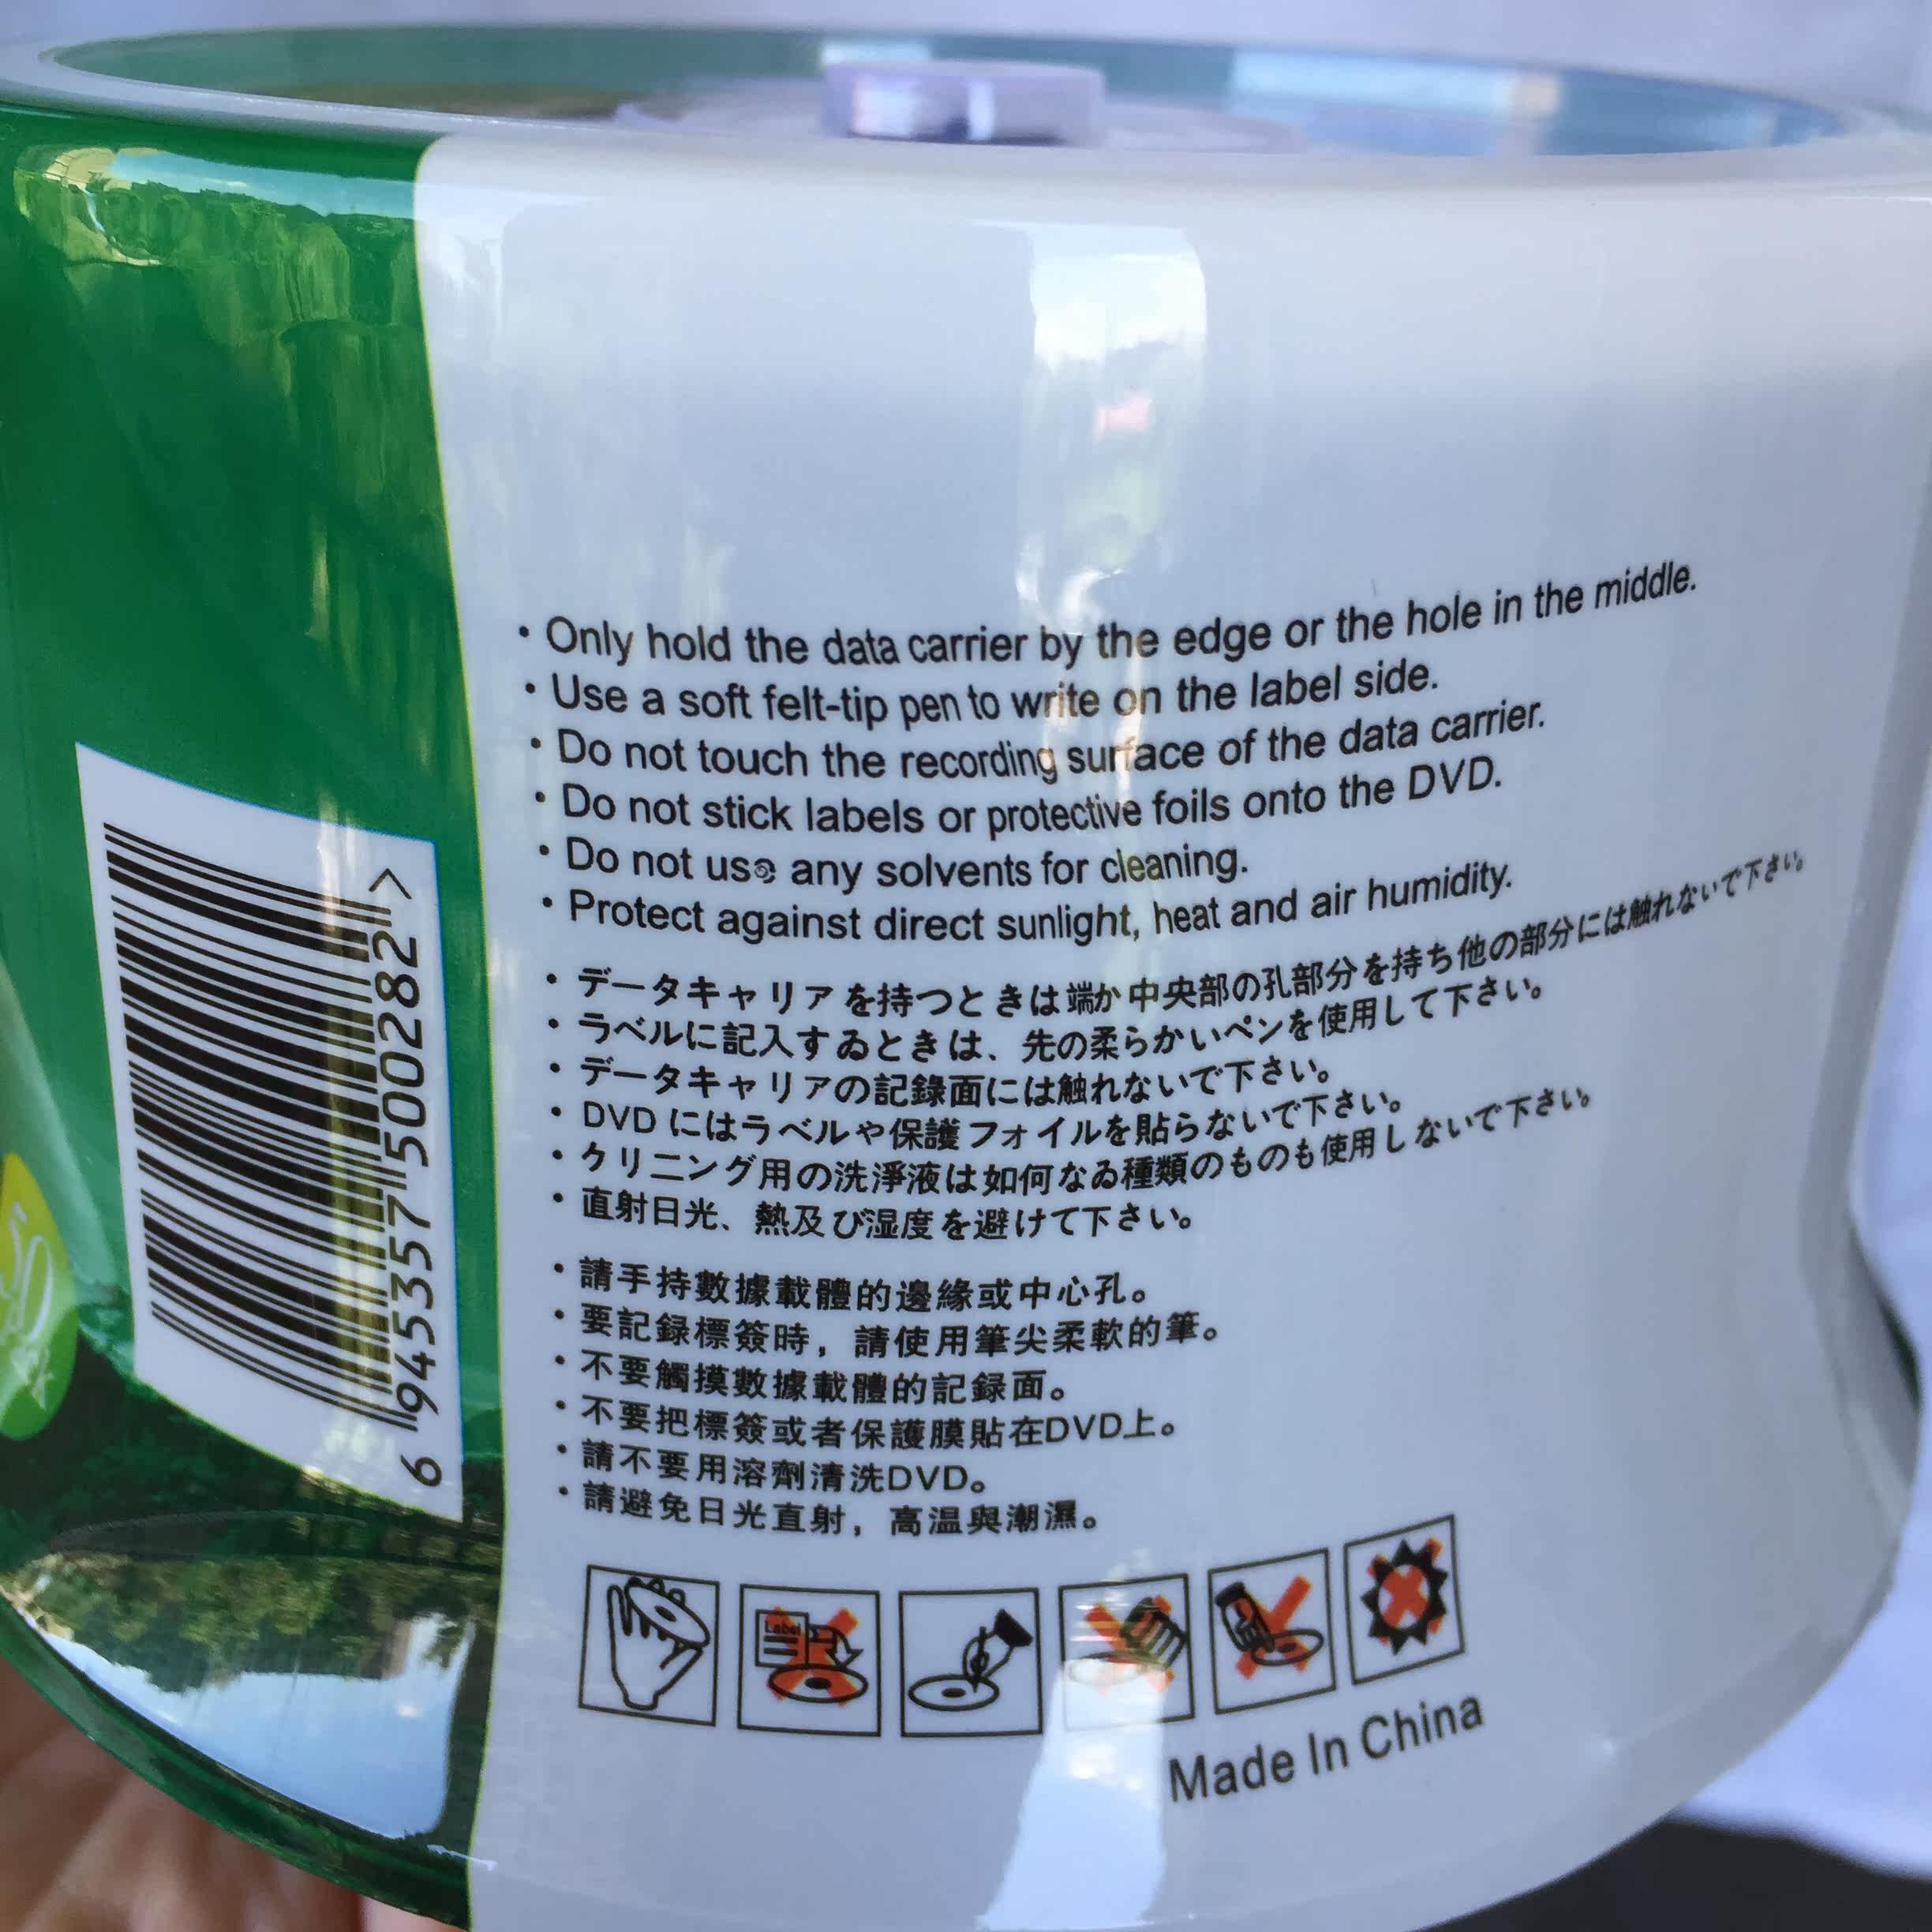 • Only hold the data carrier by the edge or the hole in the middle.
• Use a soft felt-tip pen to write on the label side.
• Do not touch the recording surface of the data carrier.
• Do not stick labels or protective foils onto the DVD.
• Do not use any solvents for cleaning.
• Protect against direct sunlight, heat and air humidity.
• データキャリアを持つときは端か中央部の孔部分を持ち他の部分には触れないで下さい。
• ラベルに記入すゐときは、先の柔らかいペンを使用して下さい。
• データキャリアの記錄面には触れないで下さい。
• DVDにはラベルや保護フォイルを貼らないで下さい。
• クリニング用の洗淨液は如何なゐ種類のものも使用しないで下さい。
• 直射日光、熱及び湿度を避けて下さい。
• 請手持數據載體的邊緣或中心孔。
• 要記録標簽時，請使用筆尖柔軟的筆。
• 不要觸摸數據載體的記録面。
• 不要把標簽或者保護膜貼在DVD上。
• 請不要用溶劑清洗DVD。
• 請避免日光直射，高温與潮濕。
Label
Made In China
6 945357 500282 >